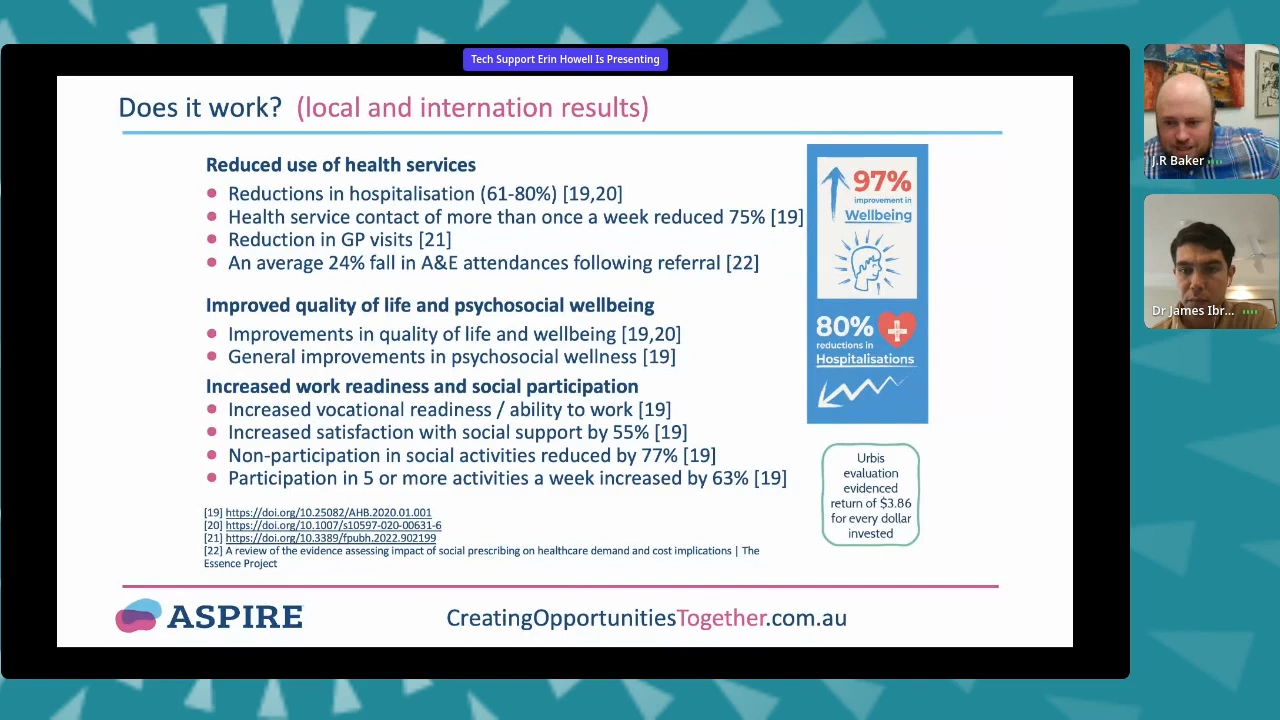 Tech Support Erin Howell Is Presenting
Does it work? (local and internation results)
Reduced use of health services
Reductions in hospitalisation (61-80%) [19,20]
Health service contact of more than once a week reduced 75% [19]
Reduction in GP visits [21]
An average 24% fall in A&E attendances following referral [22]
Improved quality of life and psychosocial wellbeing
Improvements in quality of life and wellbeing [19,20]
General improvements in psychosocial wellness [19]
Increased work readiness and social participation
Increased vocational readiness / ability to work [19]
Increased satisfaction with social support by 55% [19]
Non-participation in social activities reduced by 77% [19]
Participation in 5 or more activities a week increased by 63% [19]
[19] https://doi.org/10.25082/AHB.2020.01.001
[20] https://doi.org/10.1007/s10597-020-00631-6
[21] https://doi.org/10.3389/fpubh.2022.902199
[22] A review of the evidence assessing impact of social prescribing on healthcare demand and cost implications | The
Essence Project
97%
improvement in
Wellbeing
80%
reductions in
Hospitalisations
Urbis
evaluation
evidenced
return of $3.86
for every dollar
invested
ASPIRE
CreatingOpportunitiesTogether.com.au
J.R Baker
Dr James Ibr...